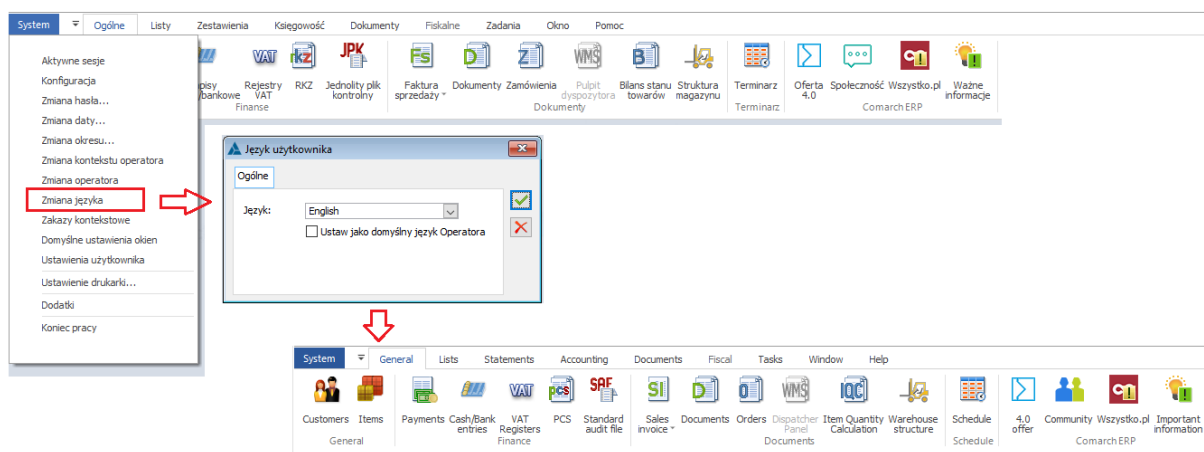 System Ogólne Listy Zestawienia Księgowość Dokumenty Fiskalne Zadania Okno Pomoc
Aktywne sesje
Konfiguracja
Zmiana hasła...
Zmiana daty...
Zmiana okresu...
Zmiana kontekstu operatora
Zmiana operatora
Zmiana języka
Zakazy kontekstowe
Domyślne ustawienia okien
Ustawienia użytkownika
Ustawienie drukarki...
Dodatki
Koniec pracy
VAT rkz JPK FS D Z WMS B
Rejestry RKZ Jednolity plik Faktura Dokumenty Zamówienia Pulpit Bilans stanu Struktura Terminarz Oferta Społeczność Wszystko.pl Ważne
/bankowe VAT kontrolny sprzedaży dyspozytora towarów magazynu 4.0 informacje
Finanse Dokumenty Terminarz Comarch ERP
Język użytkownika
Ogólne
Język: English
Ustaw jako domyślny język Operatora
System General Lists Statements Accounting Documents Fiscal Tasks Window Help
VAT pcs SAF SI D O WMS IQC
Customers Items Payments Cash/Bank VAT PCS Standard Sales Documents Orders Dispatcher Item Quantity Warehouse Schedule 4.0 Community Wszystko.pl Important
entries Registers audit file invoice Panel Calculation structure offer information
General Finance Documents Schedule Comarch ERP